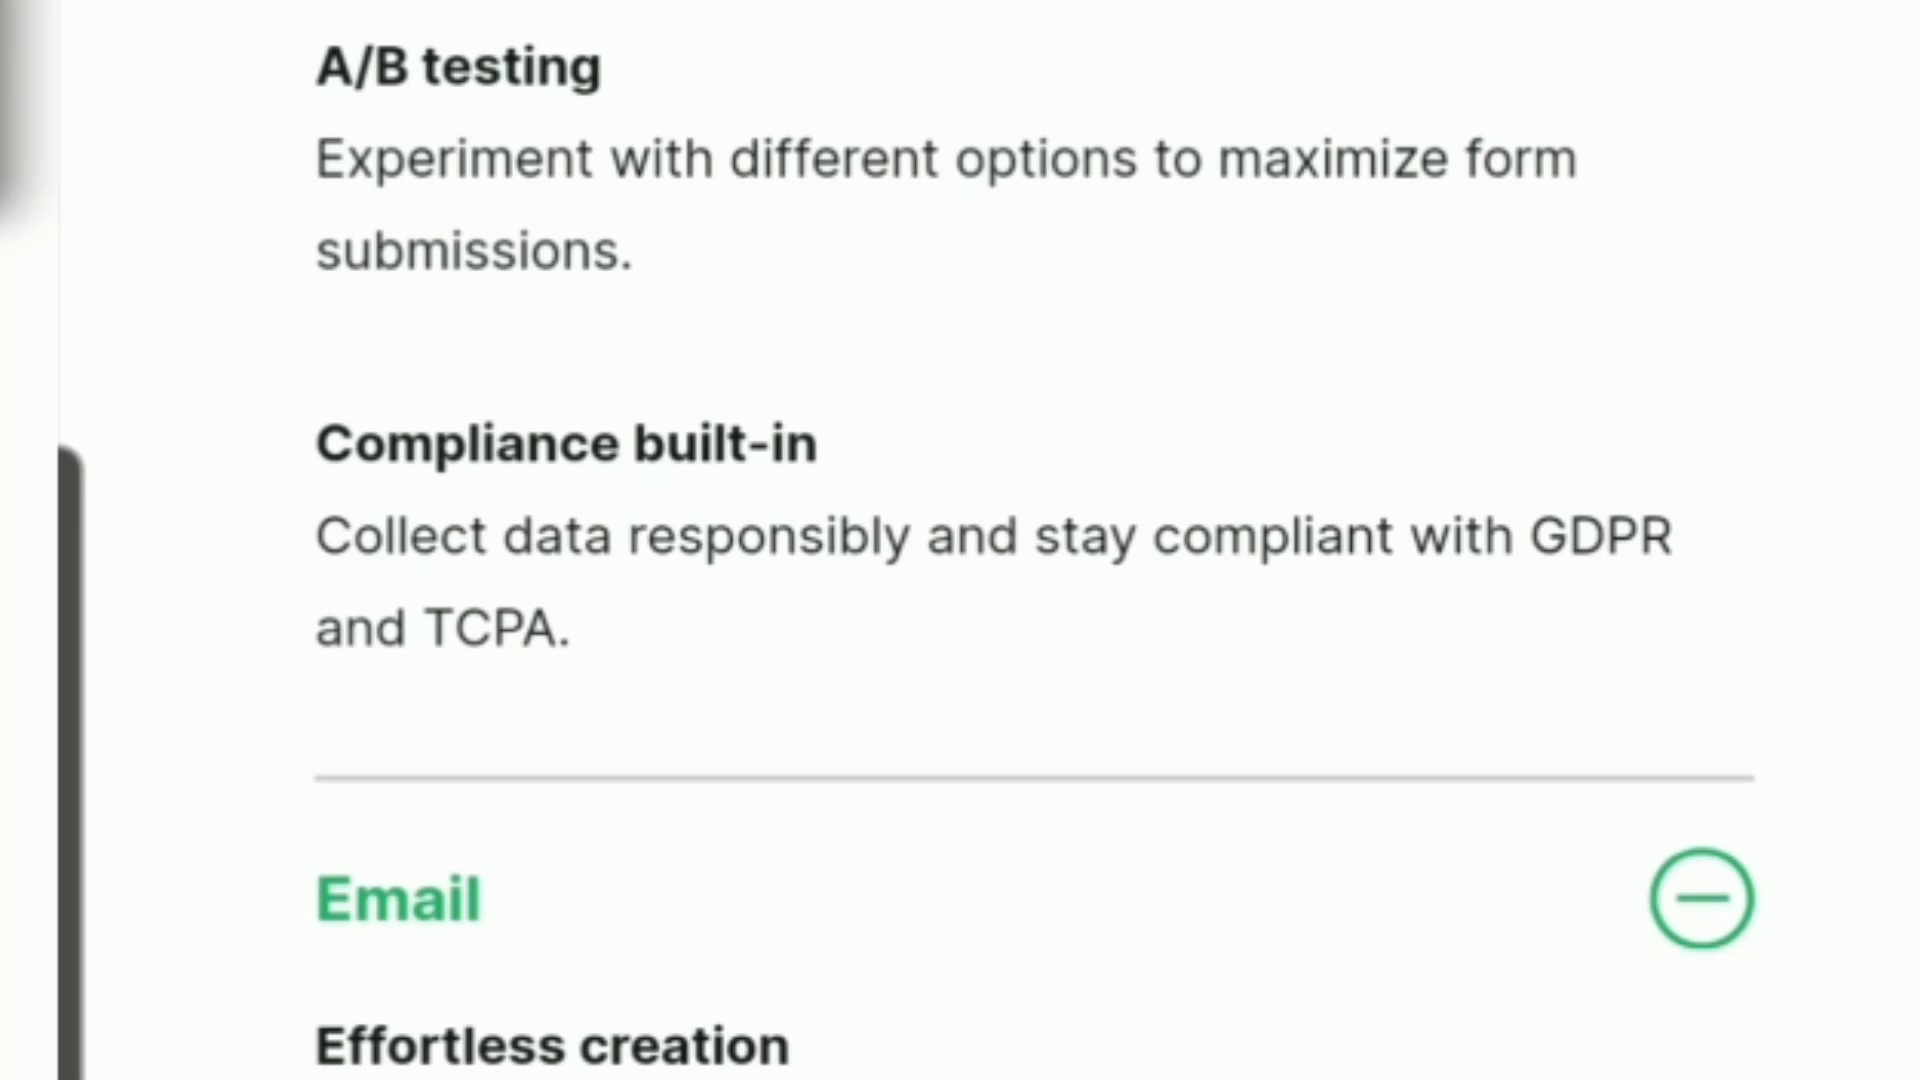 A/B testing
Experiment with different options to maximize form
submissions.
Compliance built-in
Collect data responsibly and stay compliant with GDPR
and TCPA.
Email
Effortless creation